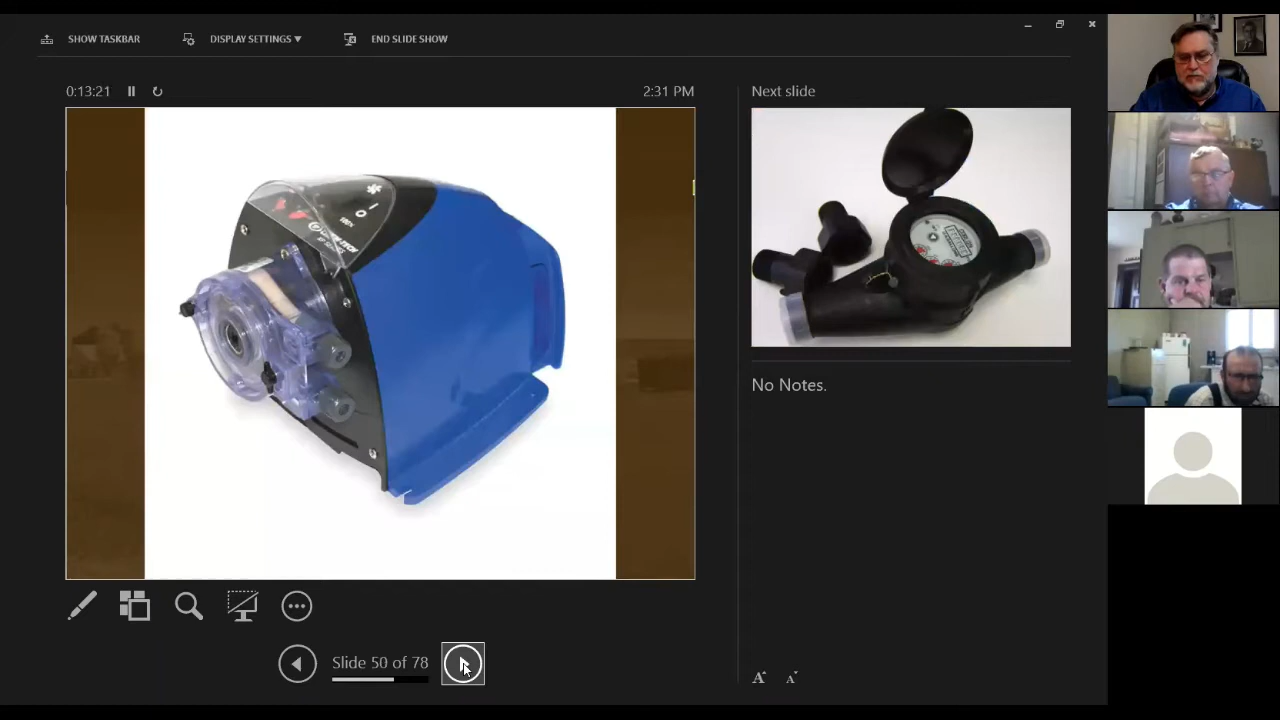 SHOW TASKBAR
DISPLAY SETTINGS ▼
END SLIDE SHOW
0:13:21
2:31 PM
Next slide
No Notes.
Slide 50 of 78